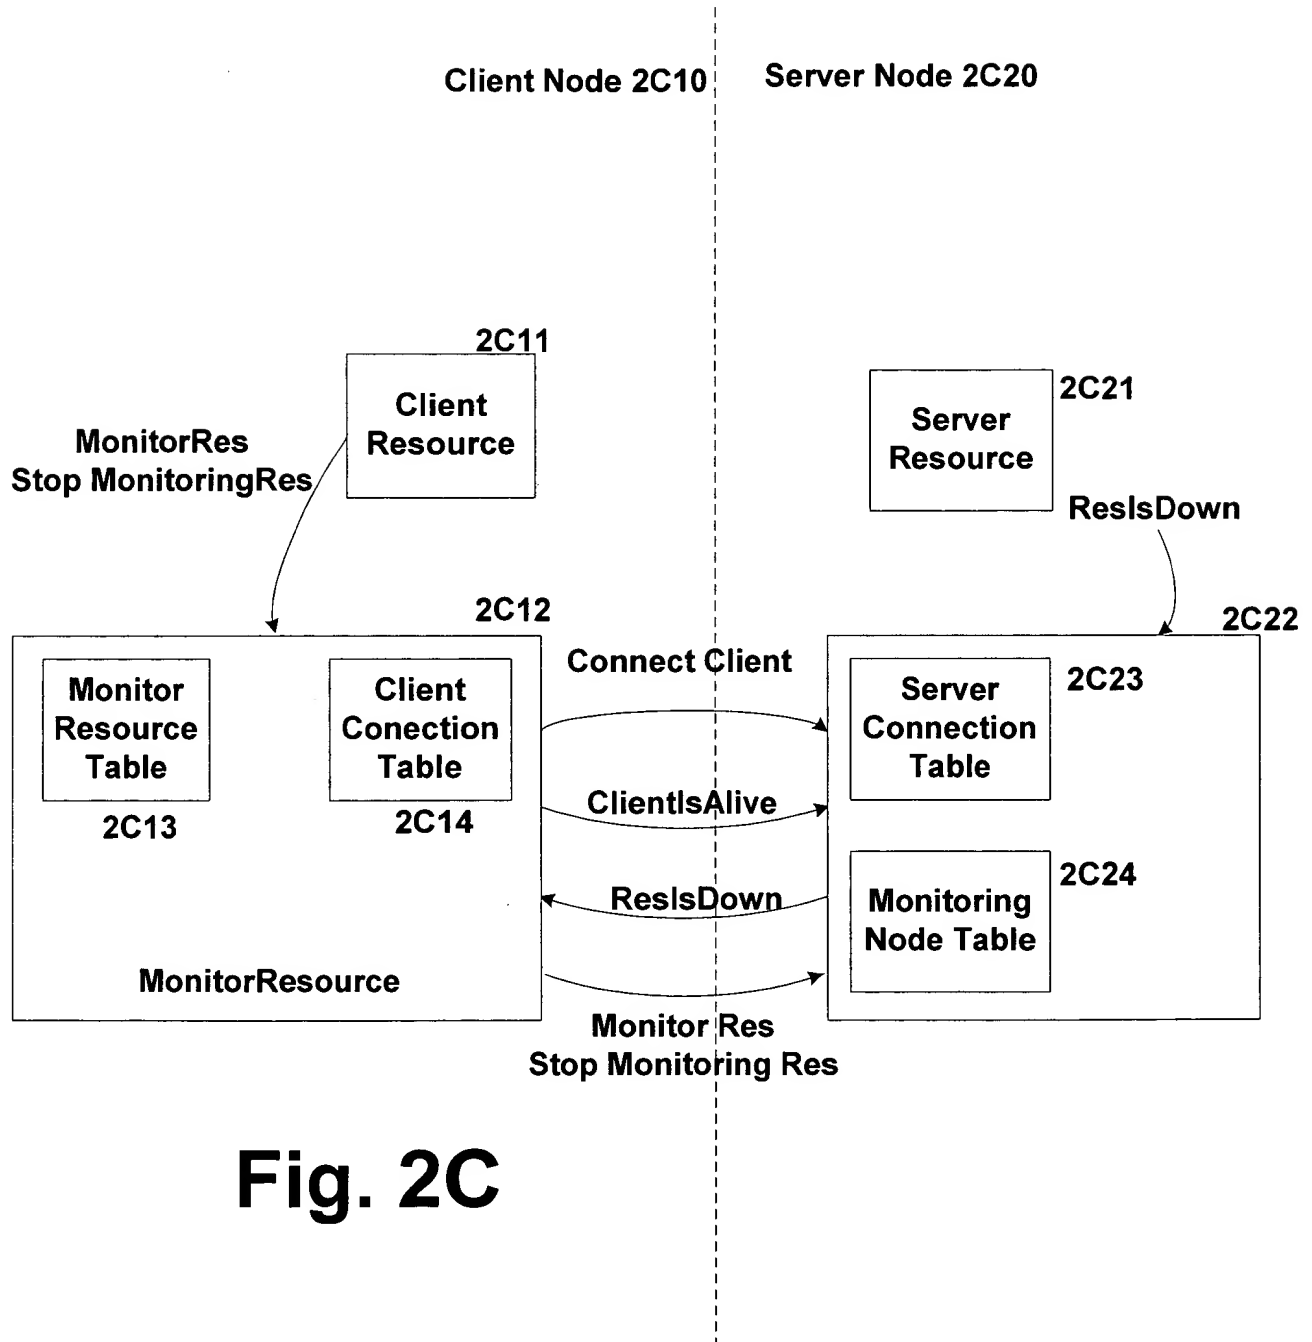 Client Node 2C10
Server Node 2C20
2C11
Client
Resource
MonitorRes
Stop MonitoringRes
2C21
Server
Resource
ResIsDown
2C12
2C22
Monitor
Resource
Table
2C13
Client
Conection
Table
2C14
Connect Client
ClientIsAlive
ResIsDown
Server
Connection
Table
2C23
Monitoring
Node Table
2C24
MonitorResource
Monitor Res
Stop Monitoring Res
Fig. 2C